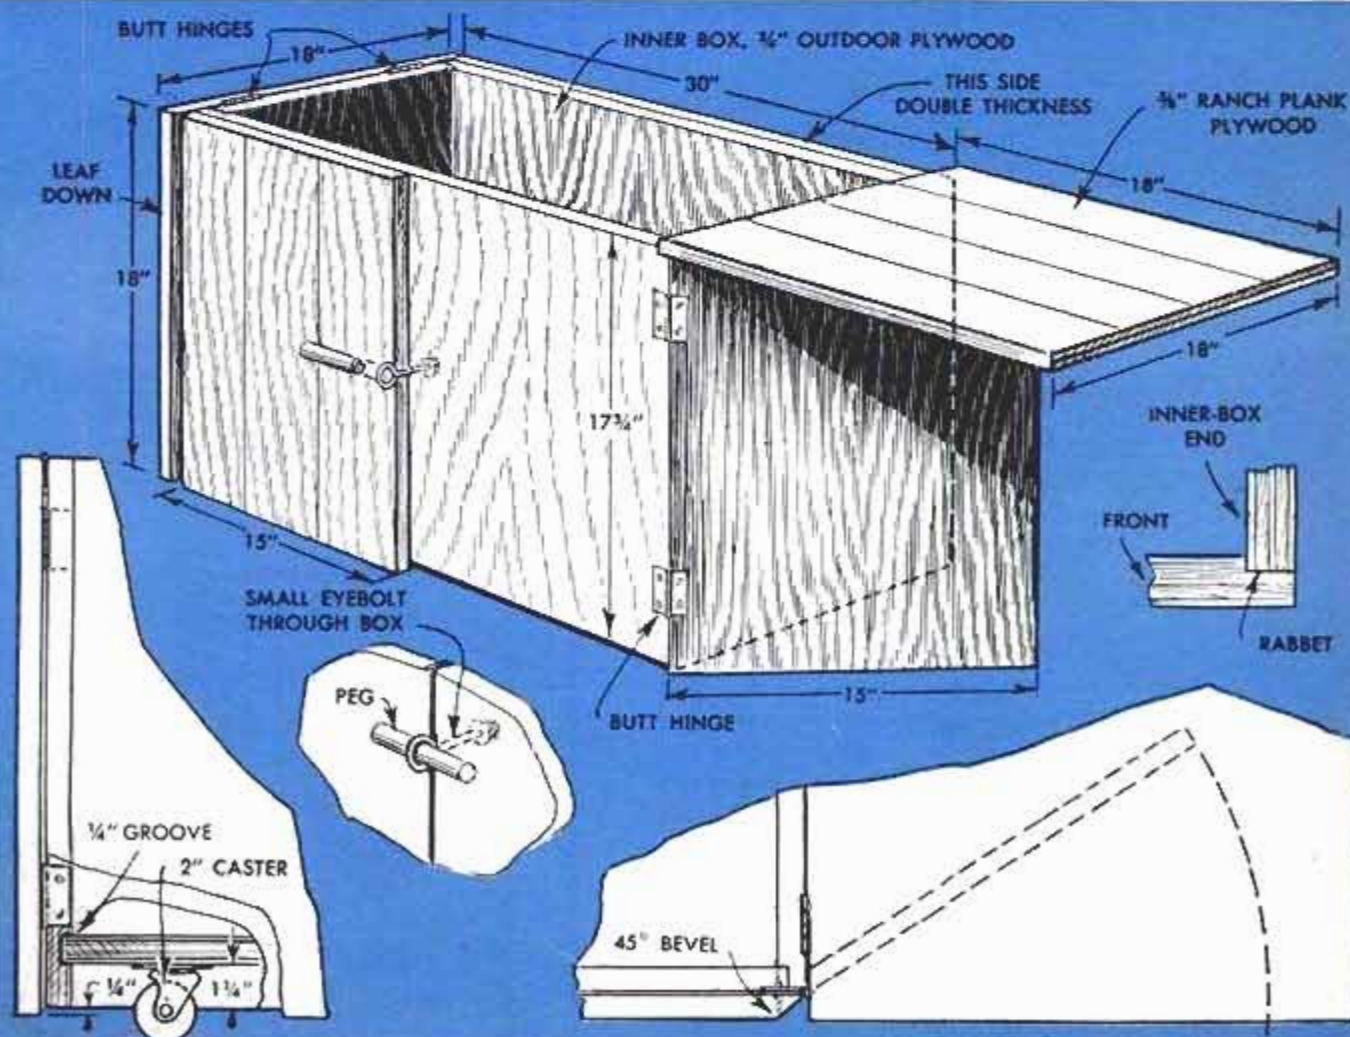 BUTT HINGES
18"
INNER BOX, ¾" OUTDOOR PLYWOOD
30"
THIS SIDE
DOUBLE THICKNESS
⅜" RANCH PLANK
PLYWOOD
LEAF
DOWN
18"
18"
18"
17¾"
INNER-BOX
END
FRONT
15"
SMALL EYEBOLT
THROUGH BOX
RABBET
PEG
15"
BUTT HINGE
¼" GROOVE
2" CASTER
45° BEVEL
¼"
1¾"